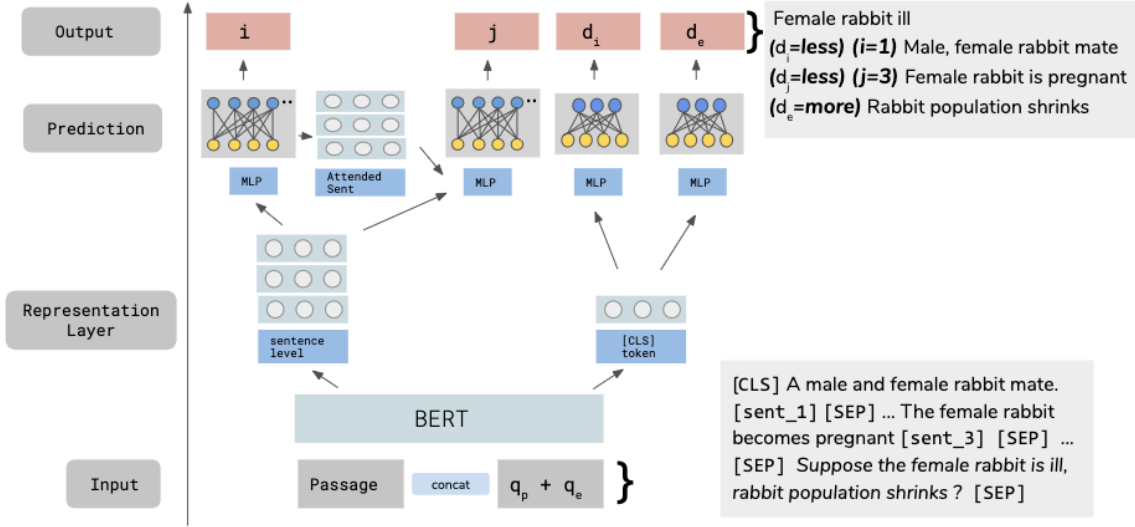 Output
i
j
d_i
d_e
}
Female rabbit ill
(d_i=less) (i=1) Male, female rabbit mate
(d_j=less) (j=3) Female rabbit is pregnant
(d_e=more) Rabbit population shrinks
Prediction
..
..
MLP
Attended
Sent
MLP
MLP
MLP
Representation
Layer
sentence
level
[CLS]
token
BERT
Input
Passage
concat
q_p + q_e
}
[CLS] A male and female rabbit mate.
[sent_1] [SEP] ... The female rabbit
becomes pregnant [sent_3] [SEP] ...
[SEP] Suppose the female rabbit is ill,
rabbit population shrinks ? [SEP]